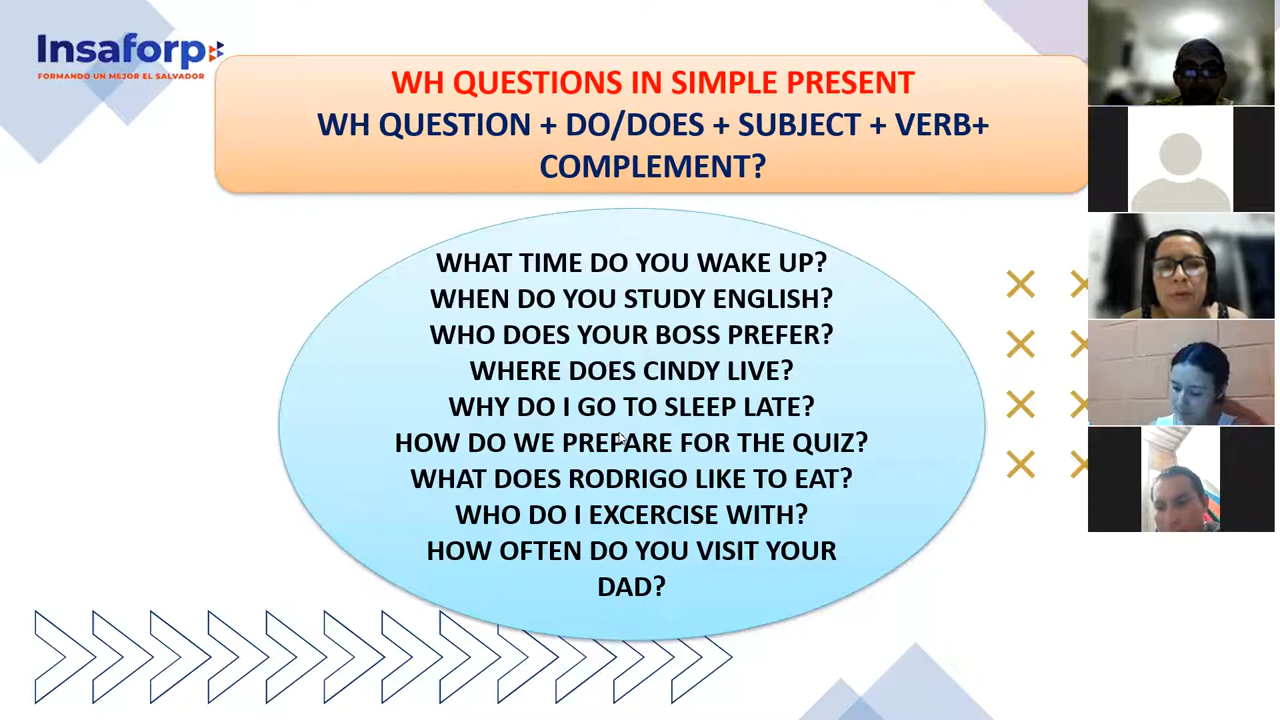 Insaforp
FORMANDO UN MEJOR EL SALVADOR
WH QUESTIONS IN SIMPLE PRESENT
WH QUESTION + DO/DOES + SUBJECT + VERB+
COMPLEMENT?
WHAT TIME DO YOU WAKE UP?
WHEN DO YOU STUDY ENGLISH?
WHO DOES YOUR BOSS PREFER?
WHERE DOES CINDY LIVE?
WHY DO I GO TO SLEEP LATE?
HOW DO WE PREPARE FOR THE QUIZ?
WHAT DOES RODRIGO LIKE TO EAT?
WHO DO I EXCERCISE WITH?
HOW OFTEN DO YOU VISIT YOUR
DAD?